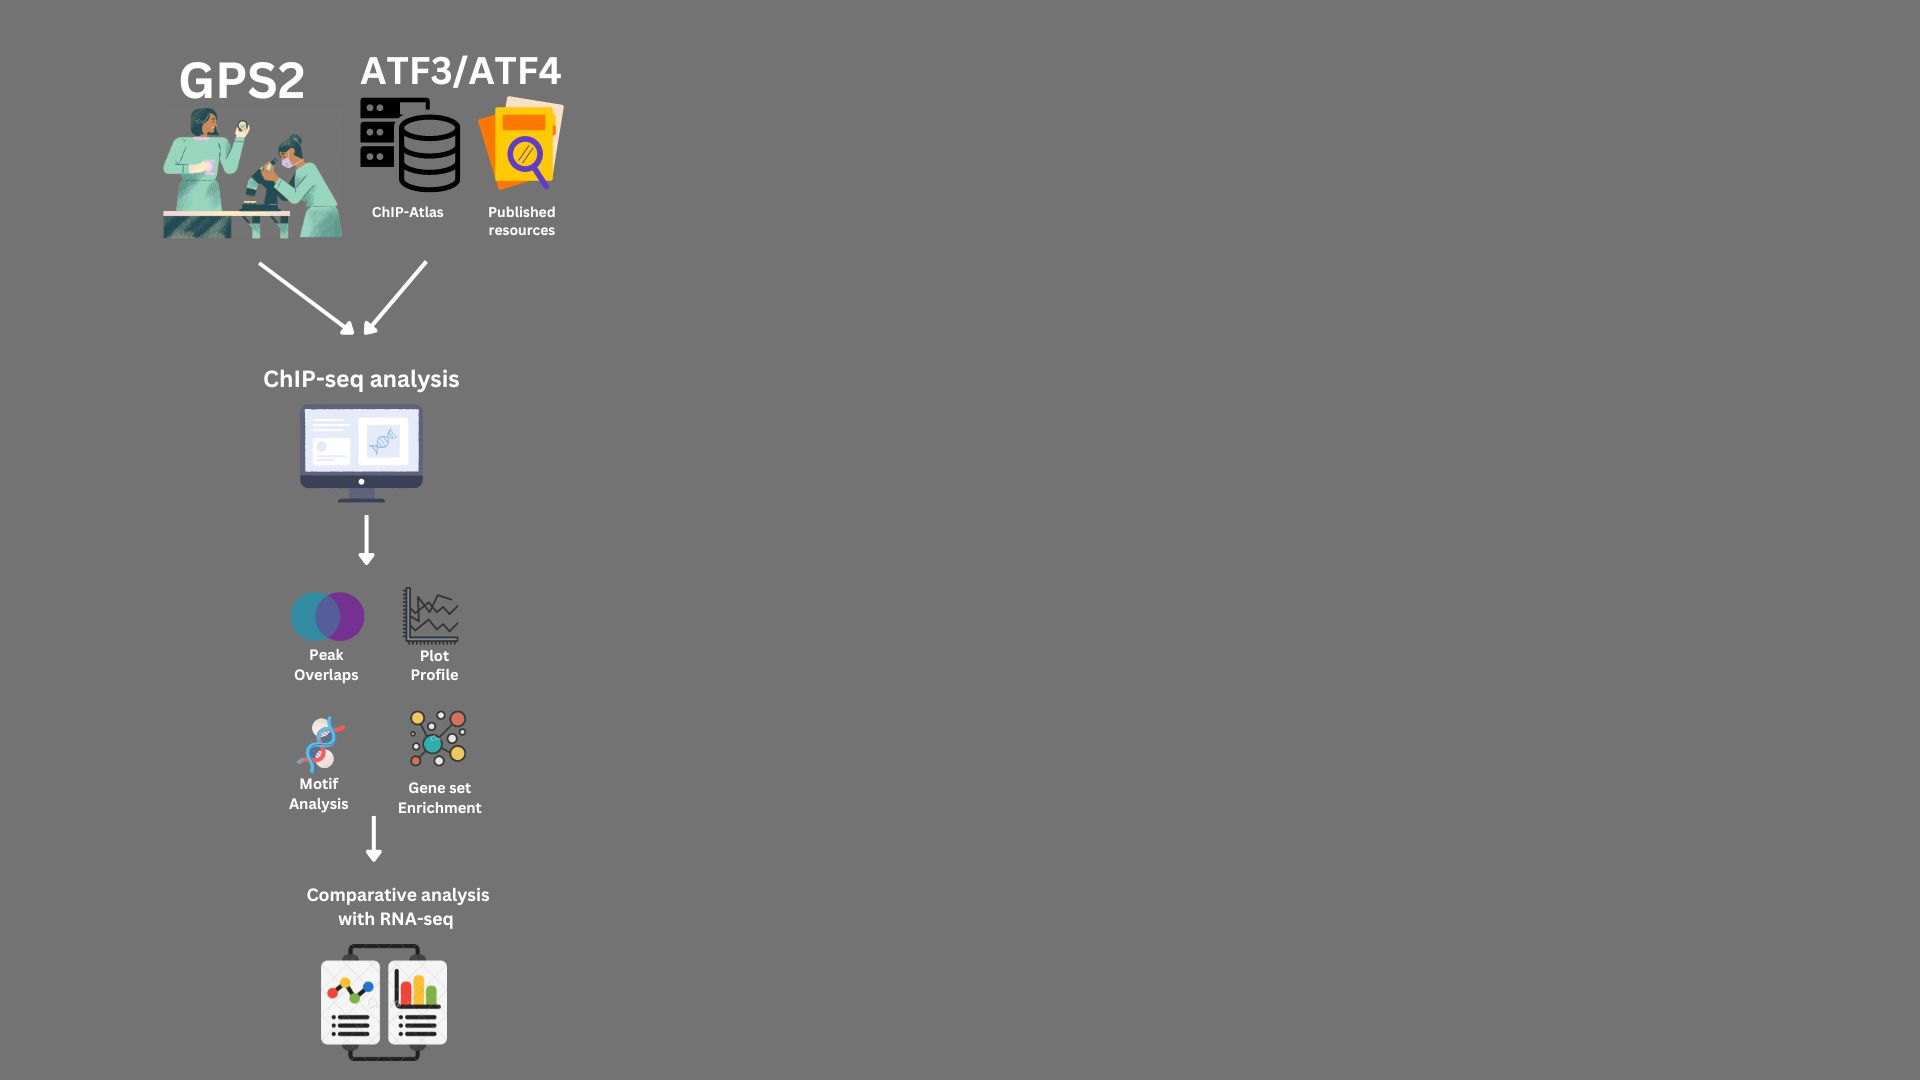 GPS2
ATF3/ATF4
ChIP-Atlas
Published
resources
ChIP-seq analysis
Peak
Overlaps
Plot
Profile
Motif
Analysis
Gene set
Enrichment
Comparative analysis
with RNA-seq